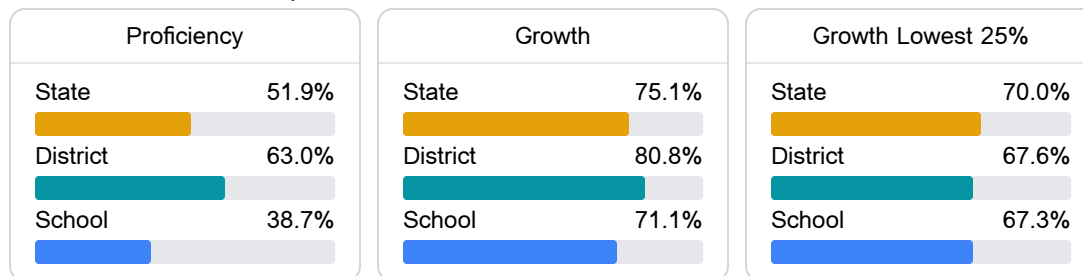 Proficiency
State 51.9%
District 63.0%
School 38.7%
Growth
State 75.1%
District 80.8%
School 71.1%
Growth Lowest 25%
State 70.0%
District 67.6%
School 67.3%